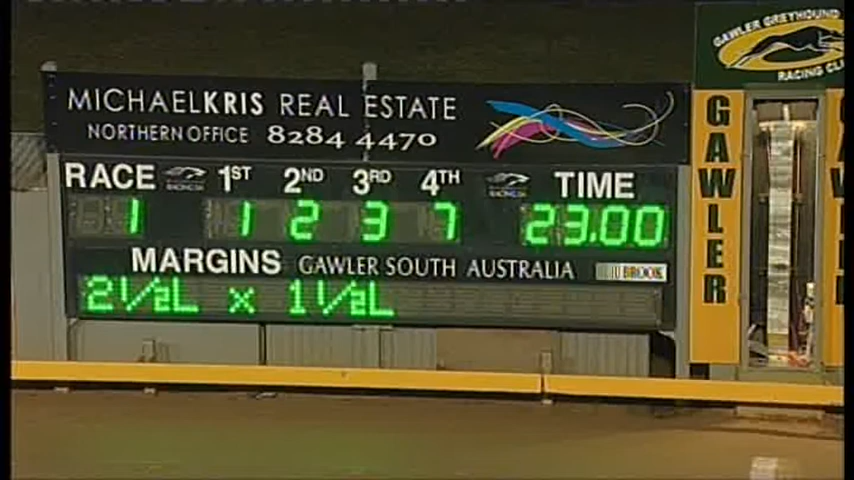 GAWLER GREYHOUND
RACING CLU
MICHAELKRIS REAL ESTATE
NORTHERN OFFICE 8284 4470
RACE 1ST 2ND 3RD 4TH TIME
1 1 2 3 7 23.00
MARGINS GAWLER SOUTH AUSTRALIA
2½L x 1½L
GAWLER